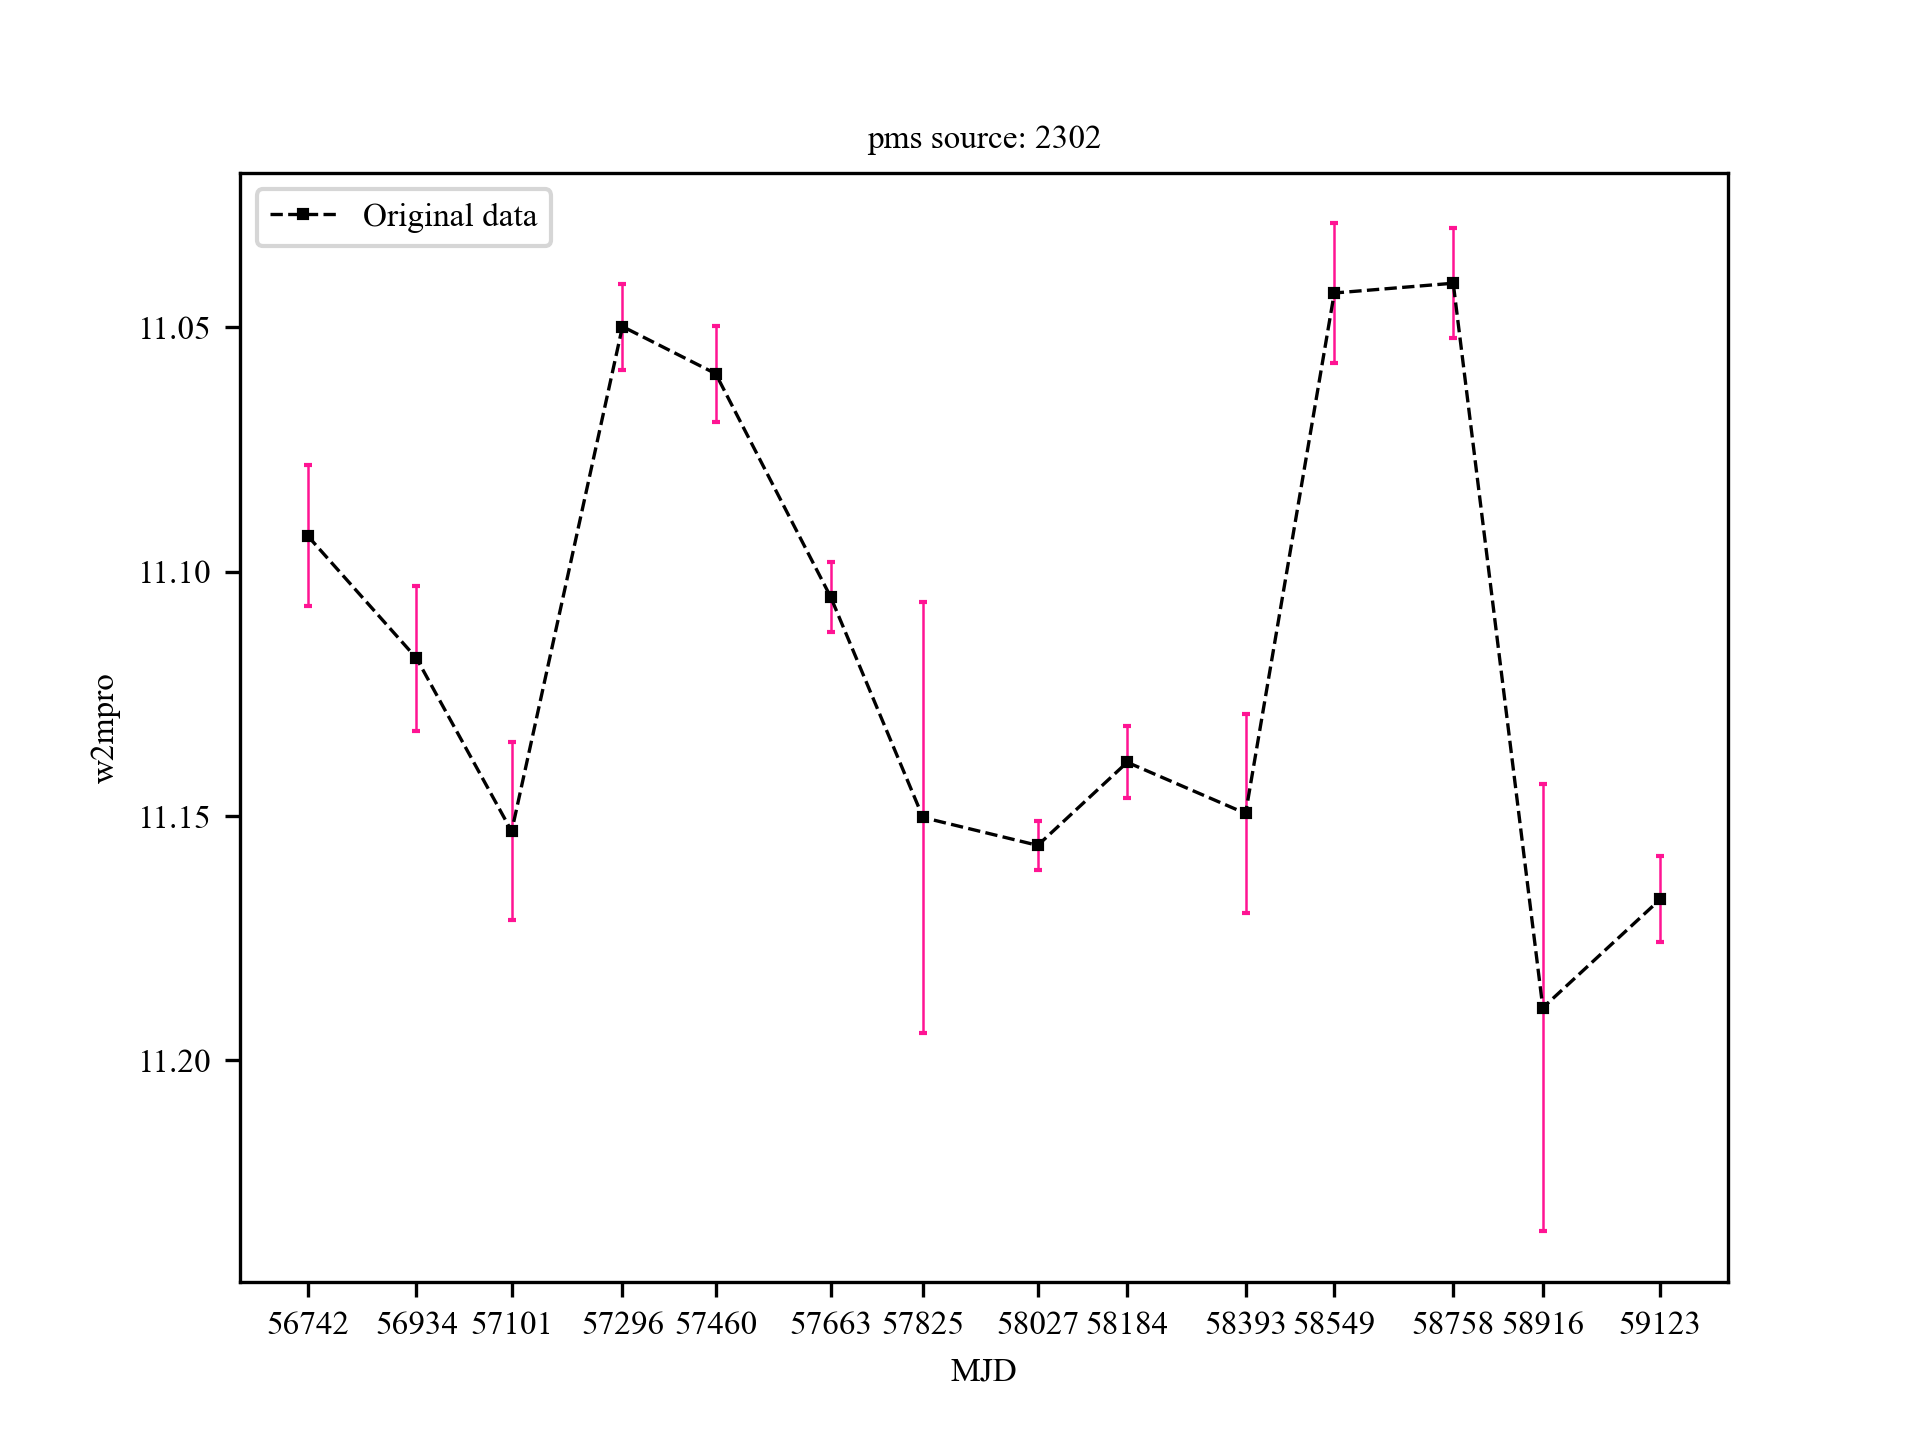 pms source: 2302
Original data
11.05
11.10
11.15
11.20
w2mpro
56742 56934 57101 57296 57460 57663 57825 58027 58184 58393 58549 58758 58916 59123
MJD